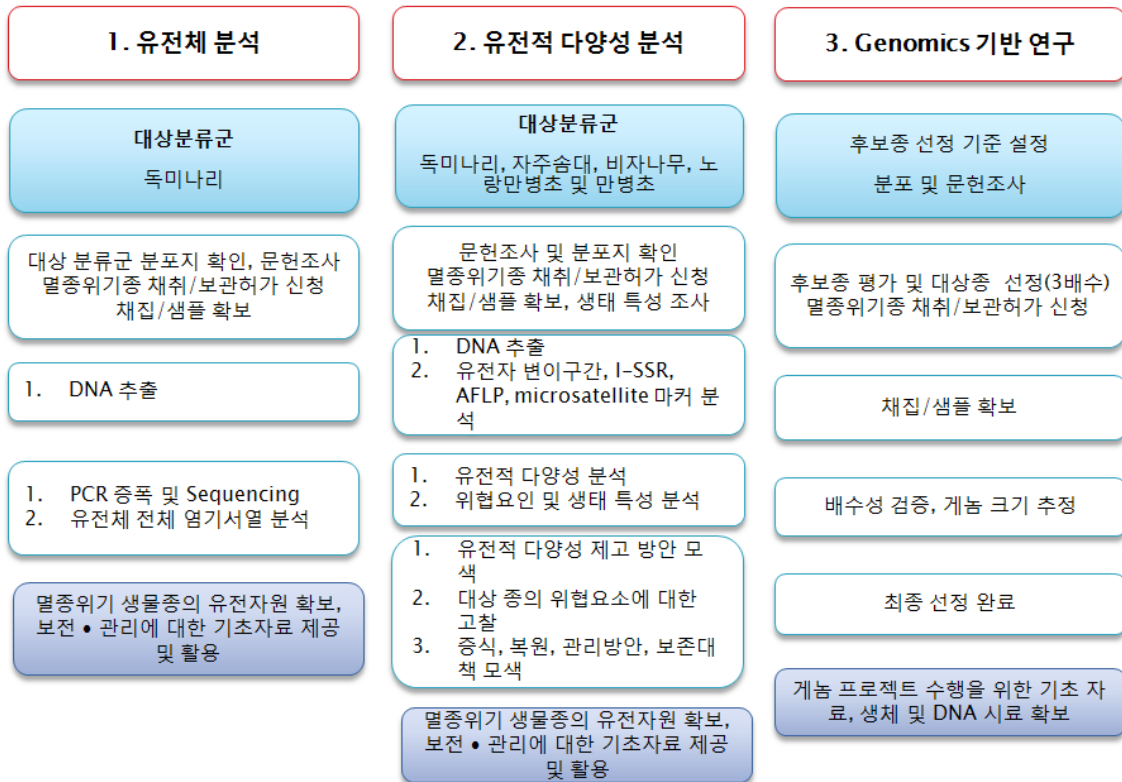 1. 유전체 분석
대상분류군
독미나리
대상 분류군 분포지 확인, 문헌조사
멸종위기종 채취/보관허가 신청
채집/샘플 확보
1. DNA 추출
1. PCR 증폭 및 Sequencing
2. 유전체 전체 염기서열 분석
멸종위기 생물종의 유전자원 확보,
보전 • 관리에 대한 기초자료 제공
및 활용
2. 유전적 다양성 분석
대상분류군
독미나리, 자주솜대, 비자나무, 노
랑만병초 및 만병초
문헌조사 및 분포지 확인
멸종위기종 채취/보관허가 신청
채집/샘플 확보, 생태 특성 조사
1. DNA 추출
2. 유전자 변이구간, I-SSR,
AFLP, microsatellite 마커 분
석
1. 유전적 다양성 분석
2. 위협요인 및 생태 특성 분석
1. 유전적 다양성 제고 방안 모
색
2. 대상 종의 위협요소에 대한
고찰
3. 증식, 복원, 관리방안, 보존대
책 모색
멸종위기 생물종의 유전자원 확보,
보전 • 관리에 대한 기초자료 제공
및 활용
3. Genomics 기반 연구
후보종 선정 기준 설정
분포 및 문헌조사
후보종 평가 및 대상종 선정(3배수)
멸종위기종 채취/보관허가 신청
채집/샘플 확보
배수성 검증, 게놈 크기 추정
최종 선정 완료
게놈 프로젝트 수행을 위한 기초 자
료, 생체 및 DNA 시료 확보